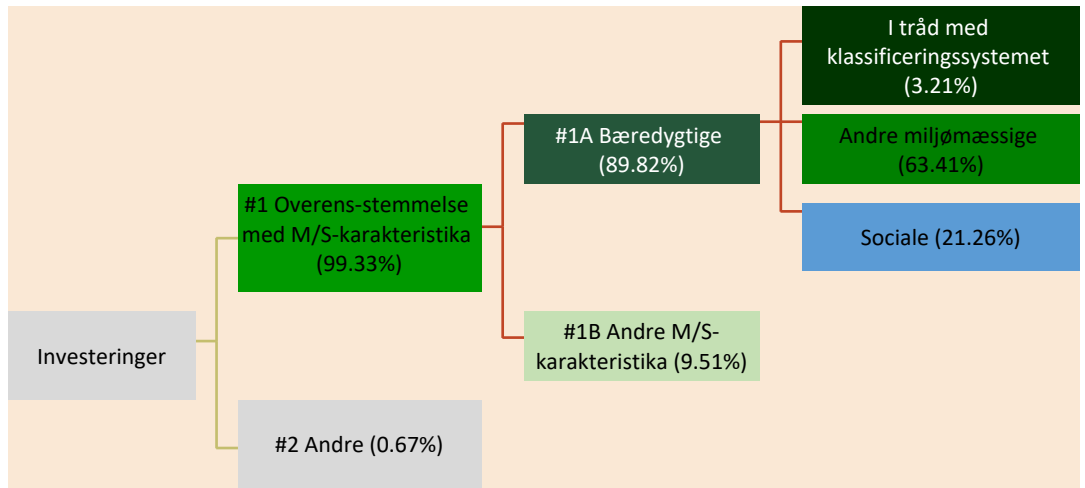 I tråd med
klassificeringssystemet
(3.21%)
#1A Bæredygtige
(89.82%)
Andre miljømæssige
(63.41%)
#1 Overens-stemmelse
med M/S-karakteristika
(99.33%)
Sociale (21.26%)
#1B Andre M/S-
karakteristika (9.51%)
Investeringer
#2 Andre (0.67%)